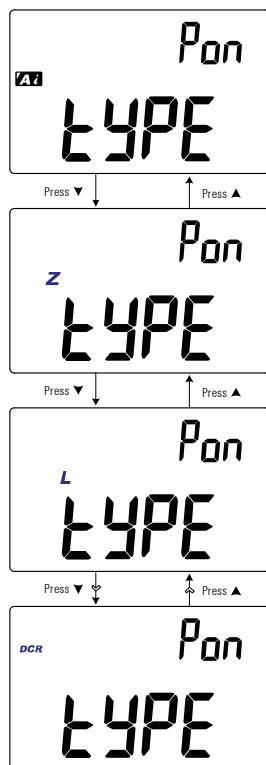 Pon
Ai
tYPE
Press ▼ Press ▲
Pon
Z
tYPE
Press ▼ Press ▲
Pon
L
tYPE
Press ▼ Press ▲
Pon
DCR
tYPE